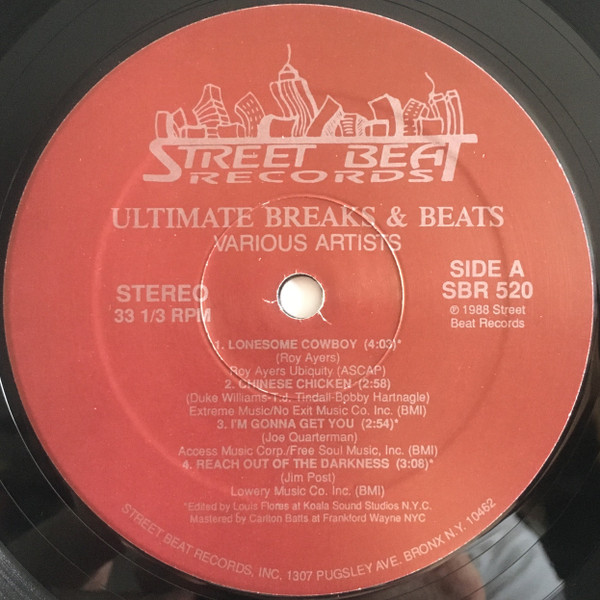 STREET BEAT
RECORDS
ULTIMATE BREAKS & BEATS
VARIOUS ARTISTS
STEREO
33 1/3 RPM
SIDE A
SBR 520
℗ 1988 Street
Beat Records
1. LONESOME COWBOY (4:03)*
(Roy Ayers)
Roy Ayers Ubiquity (ASCAP)
2. CHINESE CHICKEN (2:58)
(Duke Williams-T.J. Tindall-Bobby Hartnagle)
Extreme Music/No Exit Music Co. Inc. (BMI)
3. I'M GONNA GET YOU (2:54)*
(Joe Quarterman)
Access Music Corp./Free Soul Music, Inc. (BMI)
4. REACH OUT OF THE DARKNESS (3:08)*
(Jim Post)
Lowery Music Co. Inc. (BMI)
*Edited by Louis Flores at Koala Sound Studios N.Y.C.
Mastered by Carlton Batts at Frankford Wayne NYC
STREET BEAT RECORDS, INC. 1307 PUGSLEY AVE. BRONX N.Y. 10462